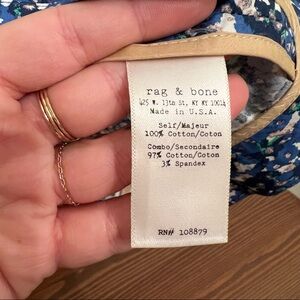 rag & bone
425 W. 13th St, NY NY 10014
Made in U.S.A.
Self/Majeur
100% Cotton/Coton
Combo/Secondaire
97% Cotton/Coton
3% Spandex
RN# 108879